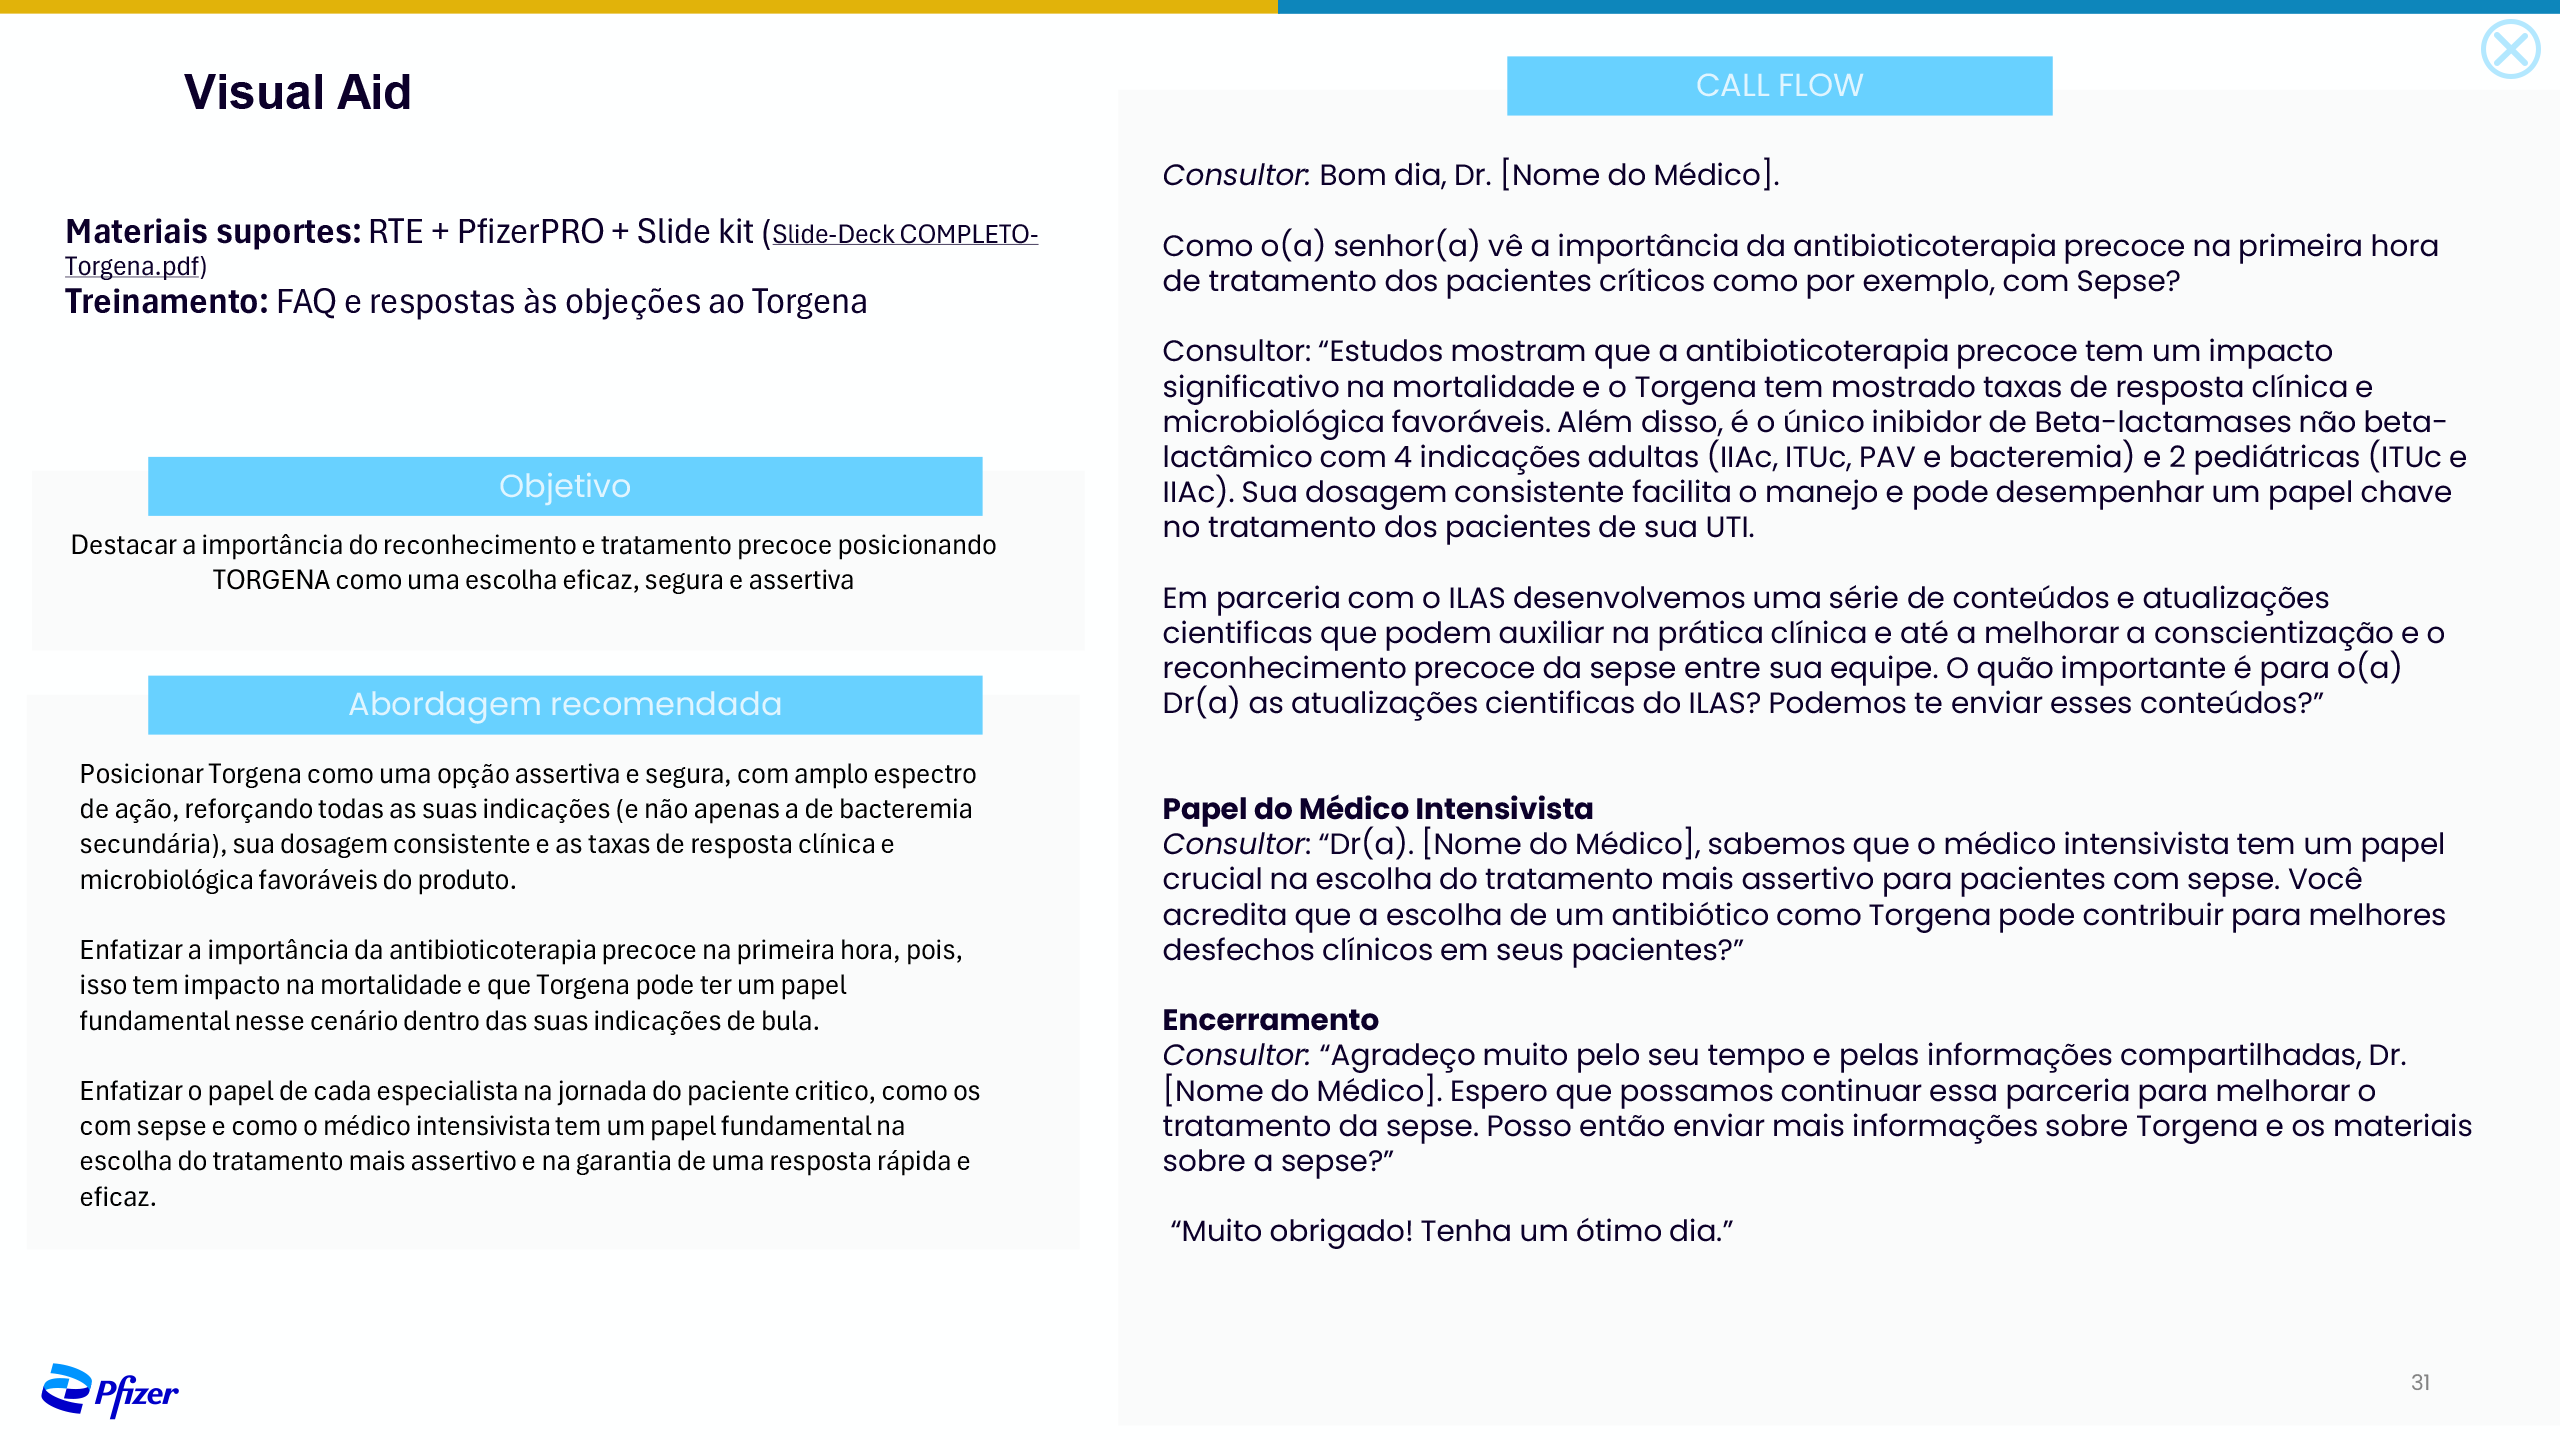 Visual Aid
Materiais suportes: RTE + PfizerPRO + Slide kit (Slide-Deck COMPLETO-
Torgena.pdf)
Treinamento: FAQ e respostas às objeções ao Torgena
Objetivo
Destacar a importância do reconhecimento e tratamento precoce posicionando
TORGENA como uma escolha eficaz, segura e assertiva
Abordagem recomendada
Posicionar Torgena como uma opção assertiva e segura, com amplo espectro
de ação, reforçando todas as suas indicações (e não apenas a de bacteremia
secundária), sua dosagem consistente e as taxas de resposta clínica e
microbiológica favoráveis do produto.
Enfatizar a importância da antibioticoterapia precoce na primeira hora, pois,
isso tem impacto na mortalidade e que Torgena pode ter um papel
fundamental nesse cenário dentro das suas indicações de bula.
Enfatizar o papel de cada especialista na jornada do paciente critico, como os
com sepse e como o médico intensivista tem um papel fundamental na
escolha do tratamento mais assertivo e na garantia de uma resposta rápida e
eficaz.
CALL FLOW
Consultor: Bom dia, Dr. [Nome do Médico].
Como o(a) senhor(a) vê a importância da antibioticoterapia precoce na primeira hora
de tratamento dos pacientes críticos como por exemplo, com Sepse?
Consultor: “Estudos mostram que a antibioticoterapia precoce tem um impacto
significativo na mortalidade e o Torgena tem mostrado taxas de resposta clínica e
microbiológica favoráveis. Além disso, é o único inibidor de Beta-lactamases não beta-
lactâmico com 4 indicações adultas (IIAc, ITUc, PAV e bacteremia) e 2 pediátricas (ITUc e
IIAc). Sua dosagem consistente facilita o manejo e pode desempenhar um papel chave
no tratamento dos pacientes de sua UTI.
Em parceria com o ILAS desenvolvemos uma série de conteúdos e atualizações
cientificas que podem auxiliar na prática clínica e até a melhorar a conscientização e o
reconhecimento precoce da sepse entre sua equipe. O quão importante é para o(a)
Dr(a) as atualizações cientificas do ILAS? Podemos te enviar esses conteúdos?”
Papel do Médico Intensivista
Consultor: “Dr(a). [Nome do Médico], sabemos que o médico intensivista tem um papel
crucial na escolha do tratamento mais assertivo para pacientes com sepse. Você
acredita que a escolha de um antibiótico como Torgena pode contribuir para melhores
desfechos clínicos em seus pacientes?”
Encerramento
Consultor: “Agradeço muito pelo seu tempo e pelas informações compartilhadas, Dr.
[Nome do Médico]. Espero que possamos continuar essa parceria para melhorar o
tratamento da sepse. Posso então enviar mais informações sobre Torgena e os materiais
sobre a sepse?”
“Muito obrigado! Tenha um ótimo dia.”
Pfizer
31